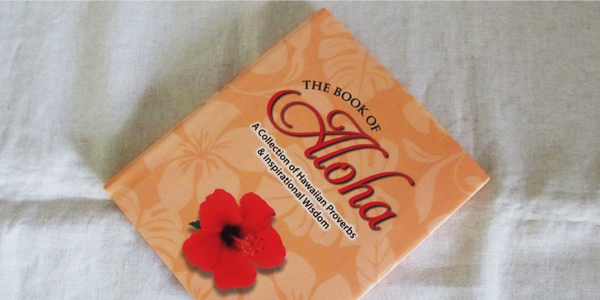 THE BOOK OF
Aloha
A Collection of Hawaiian Proverbs
& Inspirational Wisdom